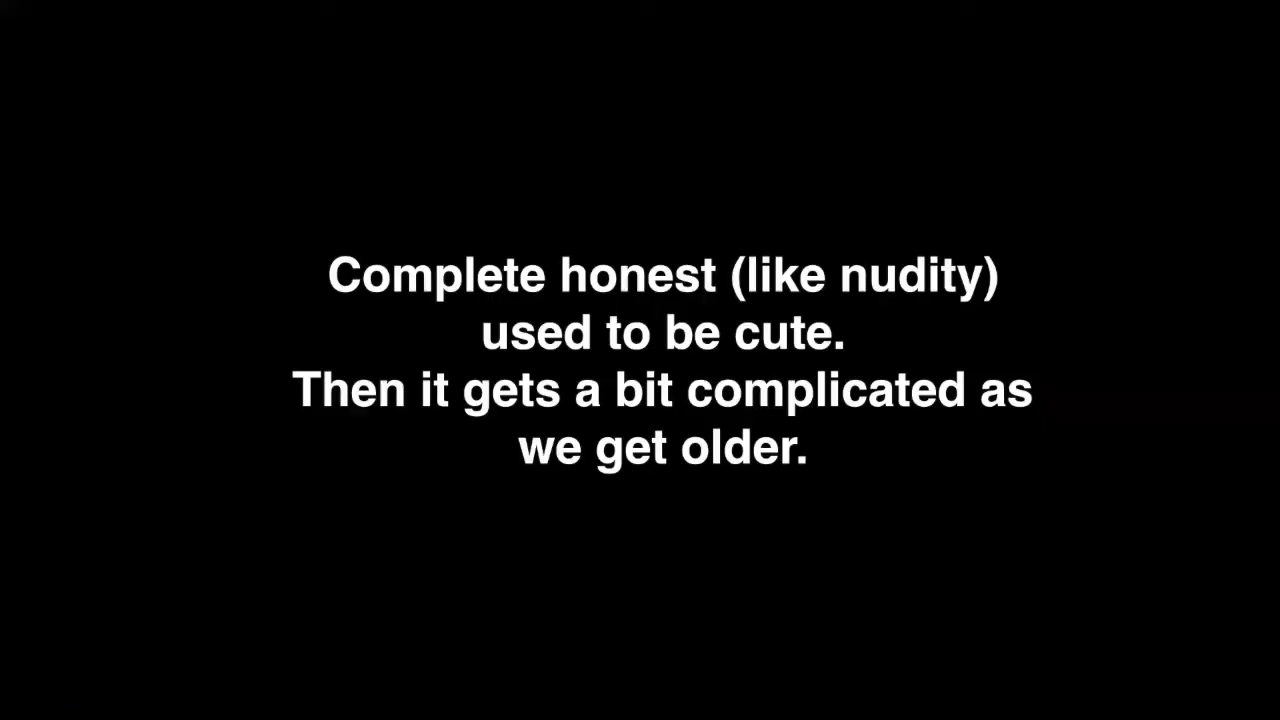 Complete honest (like nudity)
used to be cute.
Then it gets a bit complicated as
we get older.